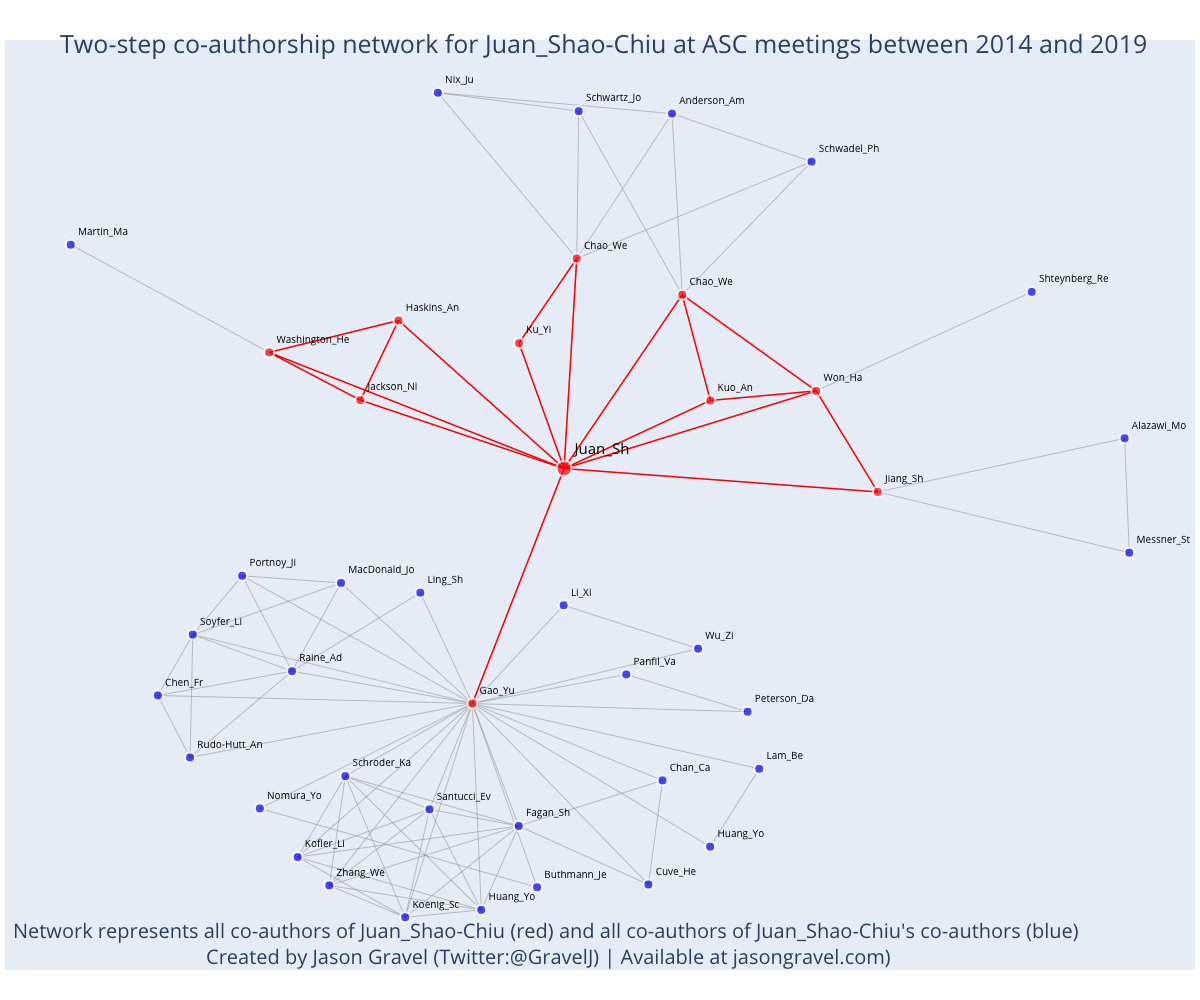 Two-step co-authorship network for Juan_Shao-Chiu at ASC meetings between 2014 and 2019
Nix_Ju
Schwartz_Jo
Anderson_Am
Schwadel_Ph
Martin_Ma
Chao_We
Chao_We
Shteynberg_Re
Haskins_An
Ku_Yi
Washington_He
Won_Ha
Jackson_Ni
Kuo_An
Alazawi_Mo
Juan_Sh
Jiang_Sh
Messner_St
Portnoy_Ji
MacDonald_Jo
Ling_Sh
Li_Xi
Soyfer_Li
Wu_Zi
Raine_Ad
Panfil_Va
Chen_Fr
Gao_Yu
Peterson_Da
Rudo-Hutt_An
Lam_Be
Schroder_Ka
Chan_Ca
Nomura_Yo
Santucci_Ev
Fagan_Sh
Huang_Yo
Kofler_Li
Zhang_We
Buthmann_Je
Cuve_He
Koenig_Sc
Huang_Yo
Network represents all co-authors of Juan_Shao-Chiu (red) and all co-authors of Juan_Shao-Chiu's co-authors (blue)
Created by Jason Gravel (Twitter:@GravelJ) | Available at jasongravel.com)